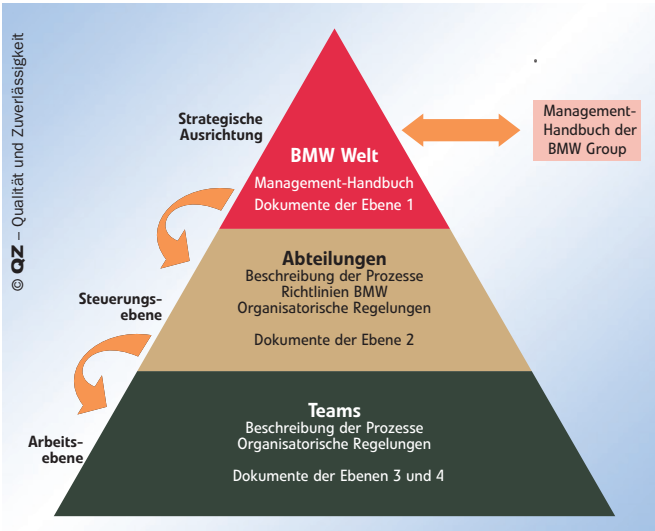 © QZ – Qualität und Zuverlässigkeit
Strategische
Ausrichtung
Management-
Handbuch der
BMW Group
BMW Welt
Management-Handbuch
Dokumente der Ebene 1
Abteilungen
Beschreibung der Prozesse
Richtlinien BMW
Organisatorische Regelungen
Dokumente der Ebene 2
Steuerungs-
ebene
Teams
Beschreibung der Prozesse
Organisatorische Regelungen
Dokumente der Ebenen 3 und 4
Arbeits-
ebene